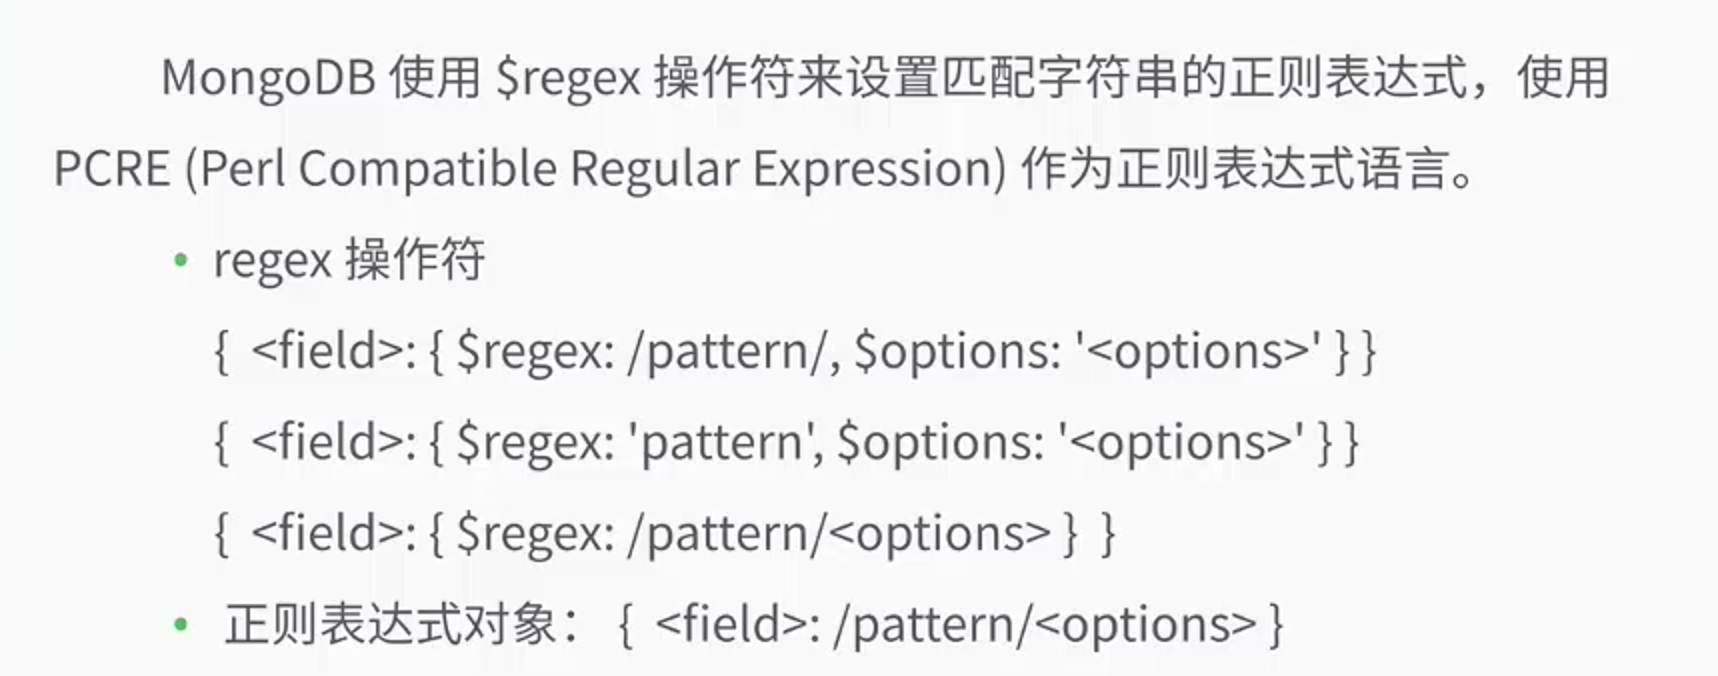 MongoDB 使用 $regex 操作符来设置匹配字符串的正则表达式，使用
PCRE (Perl Compatible Regular Expression) 作为正则表达式语言。
• regex 操作符
{ <field>: { $regex: /pattern/, $options: '<options>' } }
{ <field>: { $regex: 'pattern', $options: '<options>' } }
{ <field>: { $regex: /pattern/<options> } }
• 正则表达式对象： { <field>: /pattern/<options> }